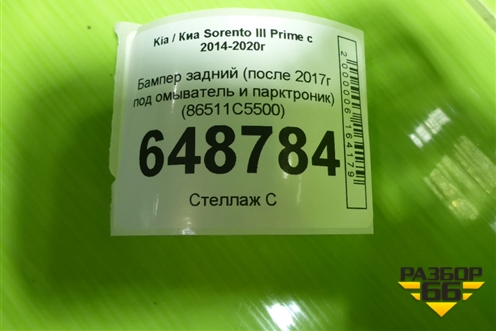 Kia / Киа Sorento III Prime с
2014-2020г
Бампер задний (после 2017г
под омыватель и парктроник)
(86511C5500)
648784
Стеллаж С
2000006164179
РАЗБОР
66